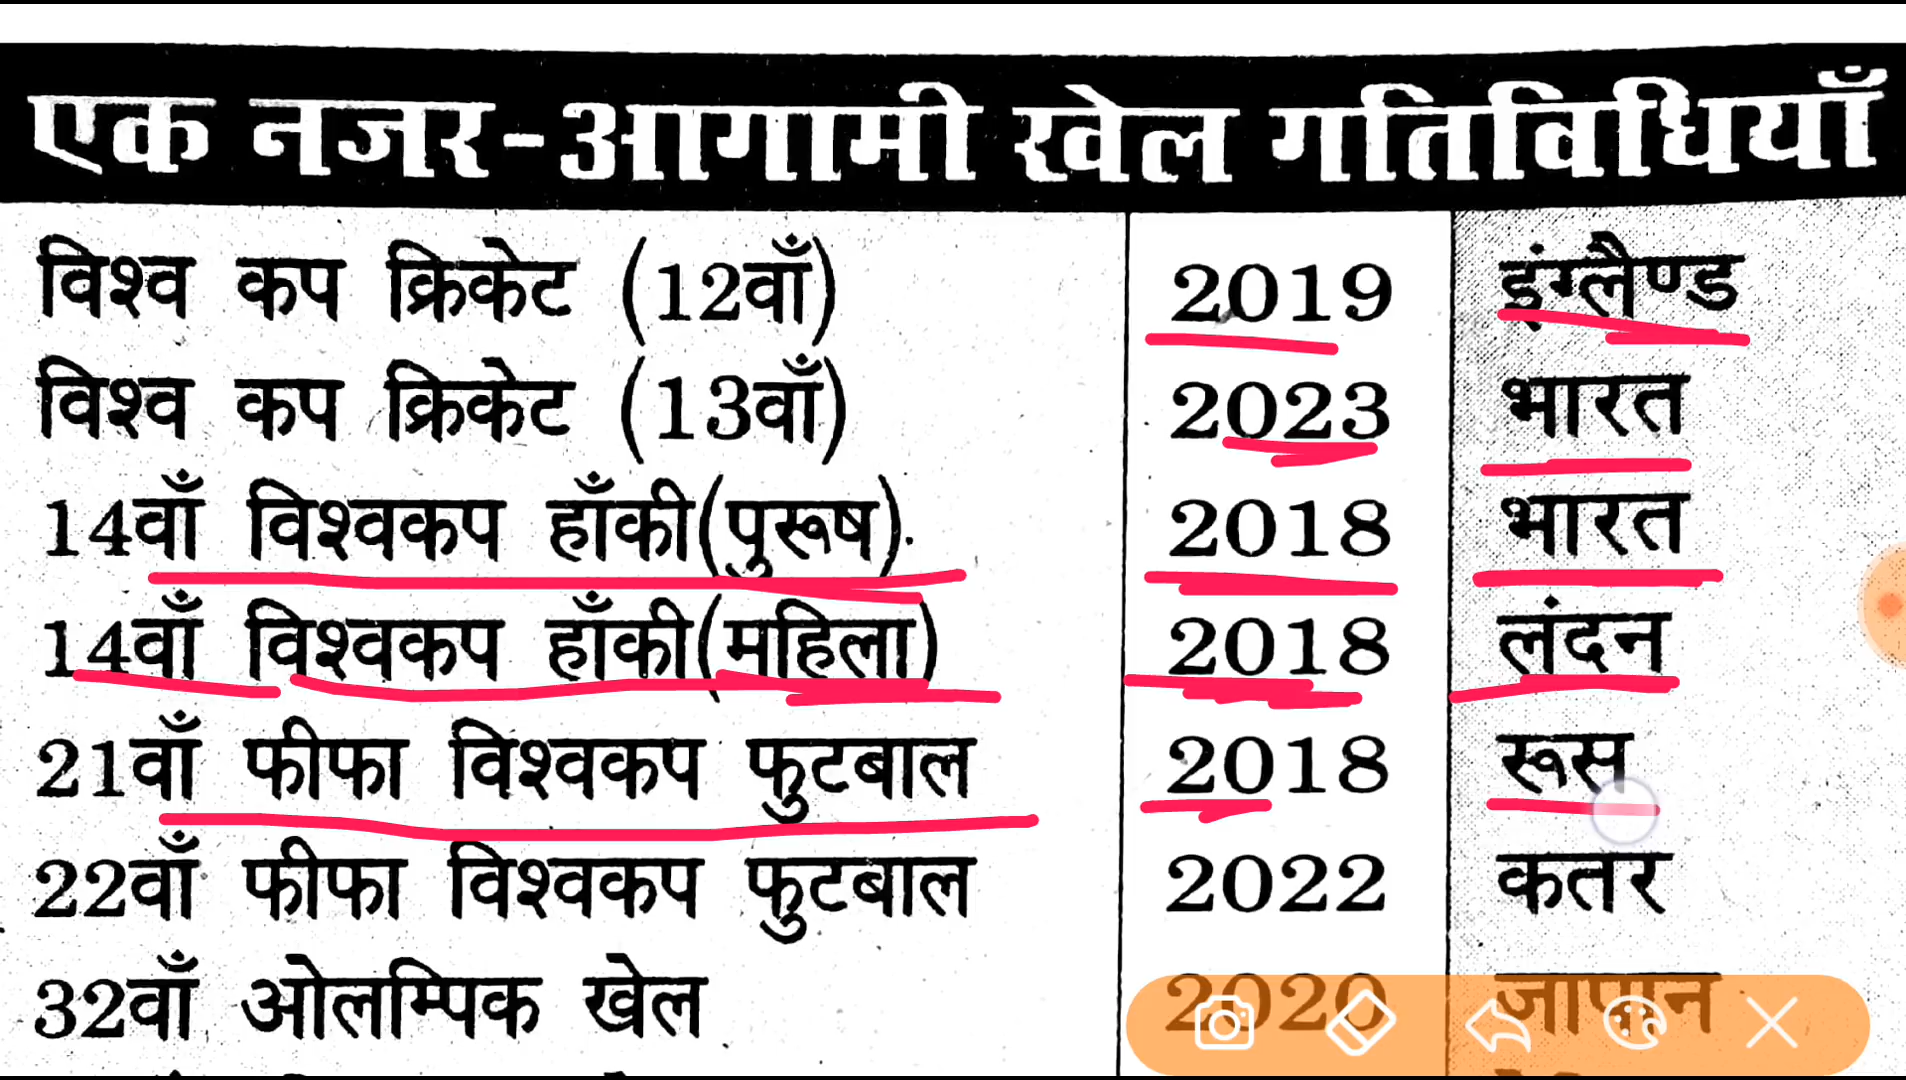 एक नजर-आगामी खेल गतिविधियाँ
विश्व कप क्रिकेट (12वाँ) 2019 इंग्लैण्ड
विश्व कप क्रिकेट (13वाँ) 2023 भारत
14वाँ विश्वकप हाँकी(पुरूष) 2018 भारत
14वाँ विश्वकप हाँकी(महिला) 2018 लंदन
21वाँ फीफा विश्वकप फुटबाल 2018 रूस
22वाँ फीफा विश्वकप फुटबाल 2022 कतर
32वाँ ओलम्पिक खेल 2020 जापान